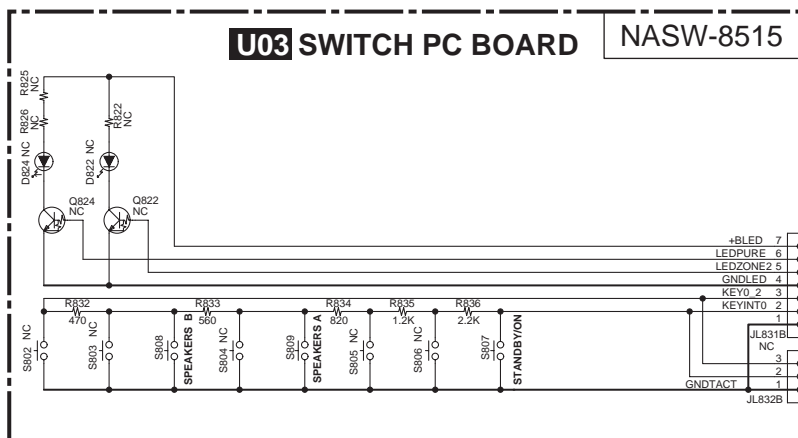 U03 SWITCH PC BOARD
NASW-8515
R825
NC
R826
NC
R822
NC
D824 NC
D822 NC
Q824
NC
Q822
NC
+BLED 7
LEDPURE 6
LEDZONE2 5
GNDLED 4
KEY0_2 3
KEYINT0 2
1
JL831B
NC
R832
470
R833
560
R834
820
R835
1.2K
R836
2.2K
S802 NC
S803 NC
S808
SPEAKERS B
S804 NC
S809
SPEAKERS A
S805 NC
S806 NC
S807
STANDBY/ON
3
2
GNDTACT 1
JL832B